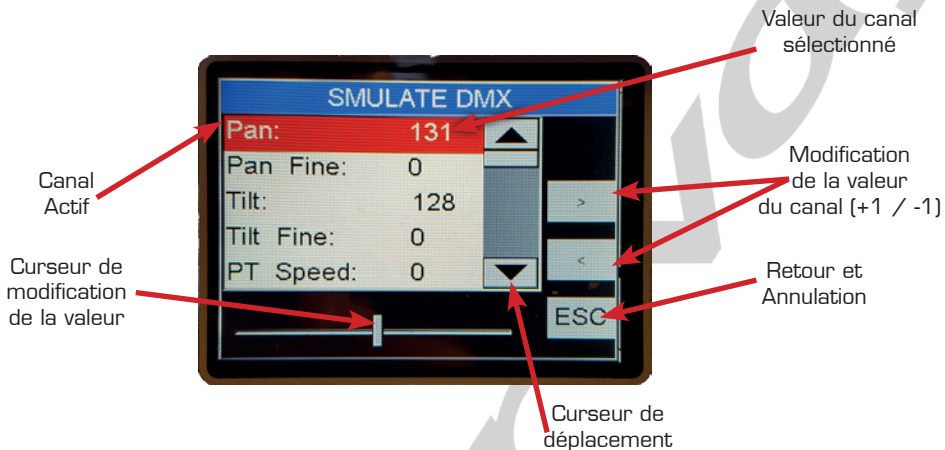 Valeur du canal
sélectionné
SMULATE DMX
Pan: 131
Pan Fine: 0
Tilt: 128
Tilt Fine: 0
PT Speed: 0
>
<
ESC
Canal
Actif
Curseur de
modification
de la valeur
Modification
de la valeur
du canal (+1 / -1)
Retour et
Annulation
Curseur de
déplacement